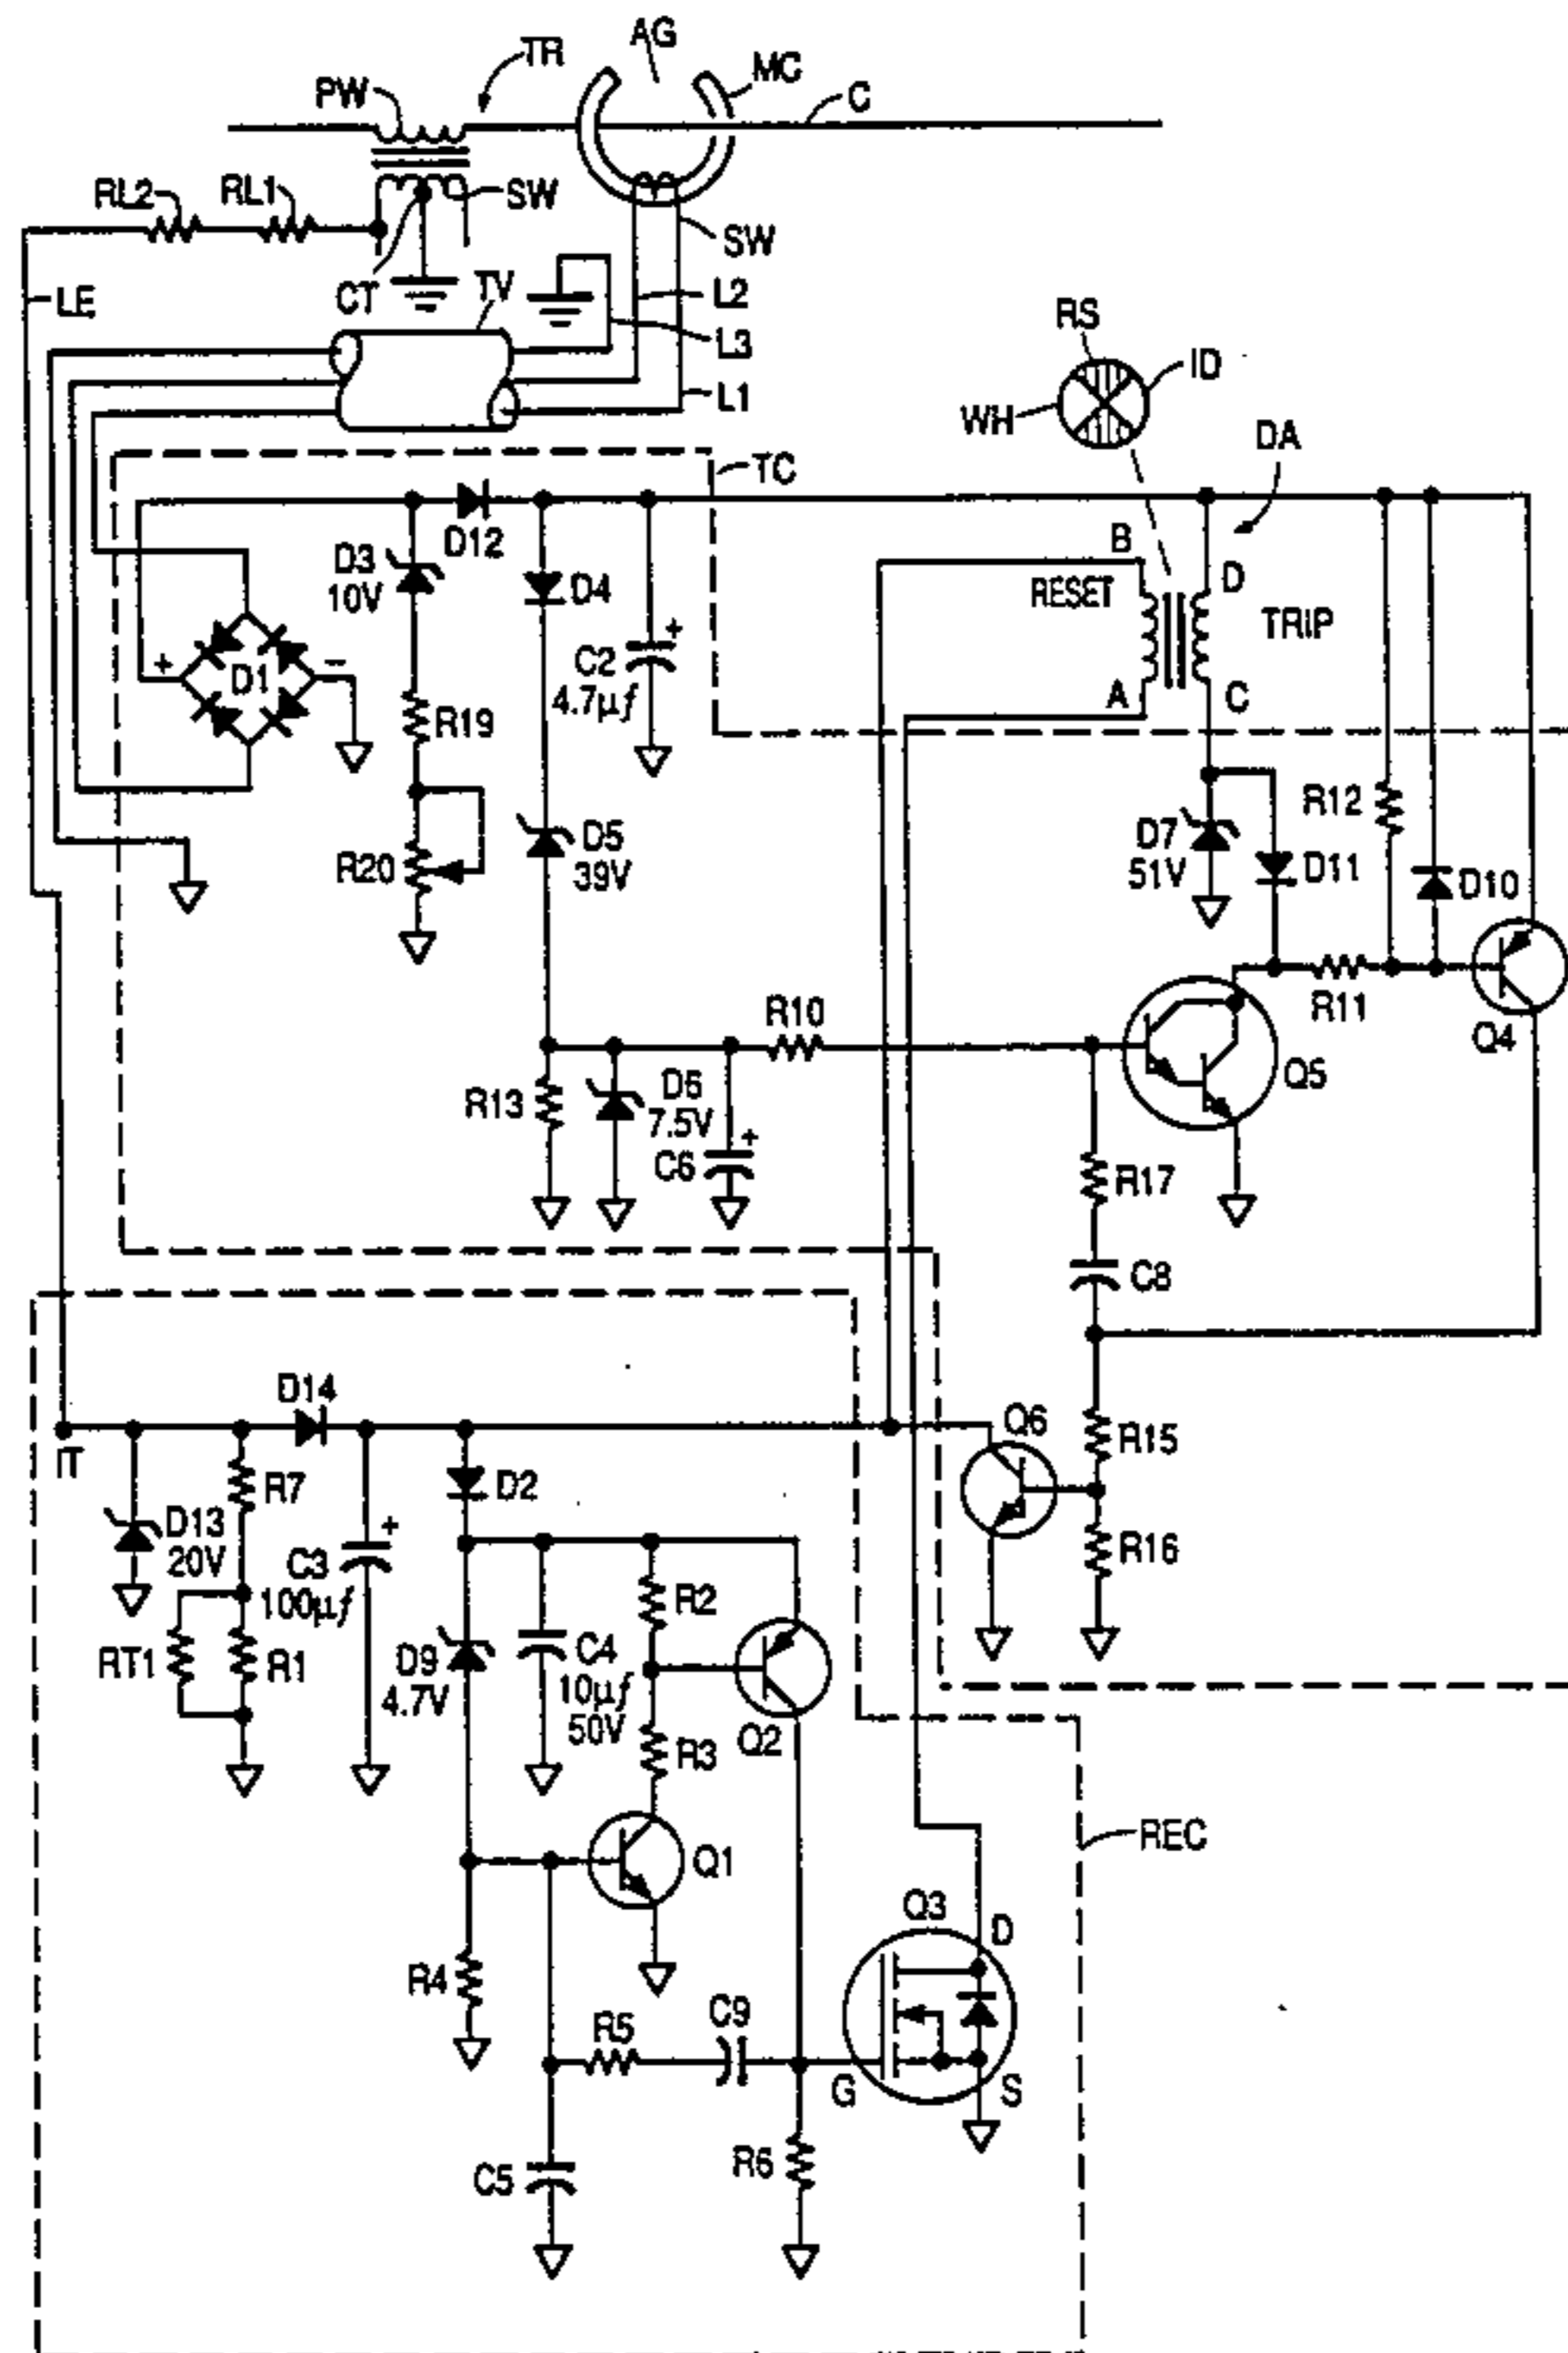 AG
TR
MC
PW
C
RL2
RL1
SW
SW
CT
TV
L2
LE
L3
RS
ID
L1
WH
DA
TC
D12
B
D3
10V
D4
RESET
D
TRIP
+
D1
−
C2
4.7µf
+
A
C
R19
R12
D7
51V
D11
D5
39V
R20
D10
R11
Q4
R10
Q5
R13
D6
7.5V
C6
+
R17
C8
D14
Q6
R15
IT
R7
D2
D13
20V
C3
100µf
+
R16
R2
RT1
R1
D9
4.7V
C4
10µf
50V
Q2
R3
REC
Q1
Q3
D
R4
R5
C9
G
S
C5
R6